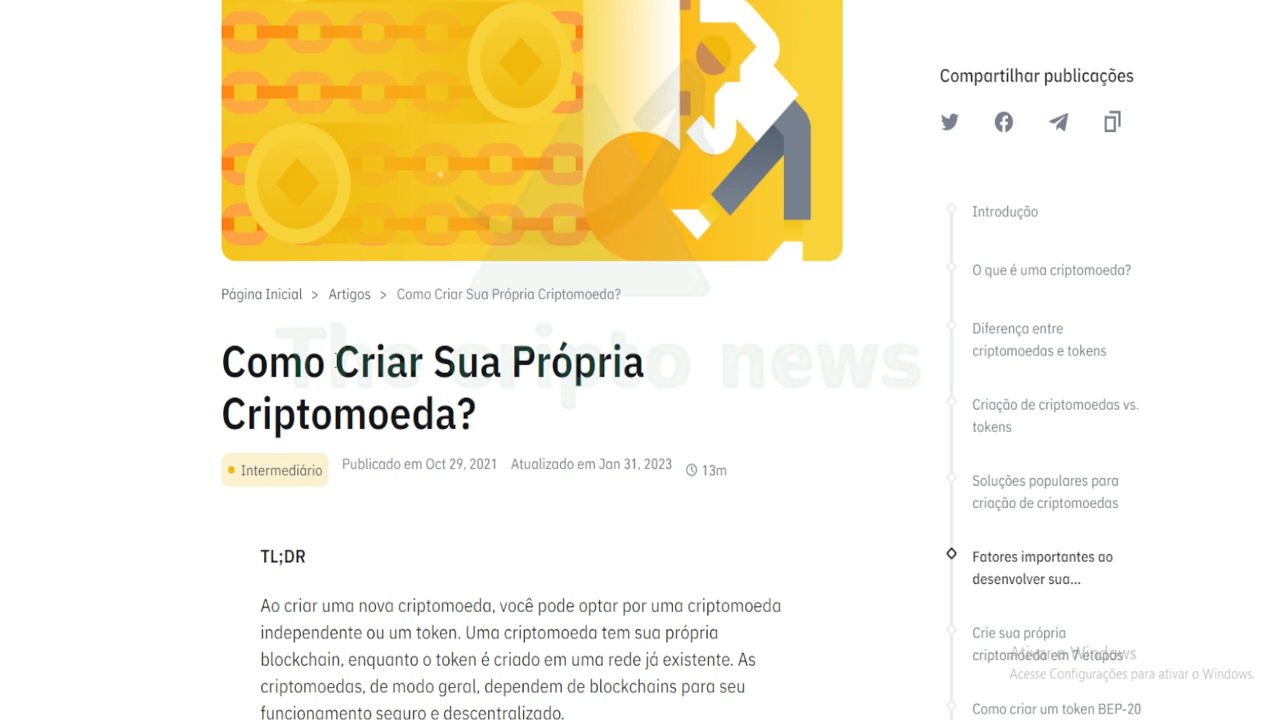 Compartilhar publicações
Página Inicial > Artigos > Como Criar Sua Própria Criptomoeda?
Como Criar Sua Própria
Criptomoeda?
The cripto news
Intermediário Publicado em Oct 29, 2021 Atualizado em Jan 31, 2023 13m
TL;DR
Ao criar uma nova criptomoeda, você pode optar por uma criptomoeda
independente ou um token. Uma criptomoeda tem sua própria
blockchain, enquanto o token é criado em uma rede já existente. As
criptomoedas, de modo geral, dependem de blockchains para seu
funcionamento seguro e descentralizado.
Introdução
O que é uma criptomoeda?
Diferença entre
criptomoedas e tokens
Criação de criptomoedas vs.
tokens
Soluções populares para
criação de criptomoedas
Fatores importantes ao
desenvolver sua...
Crie sua própria
criptomoeda em 7 etapas
Como criar um token BEP-20
Ativar o Windows
Acesse Configurações para ativar o Windows.